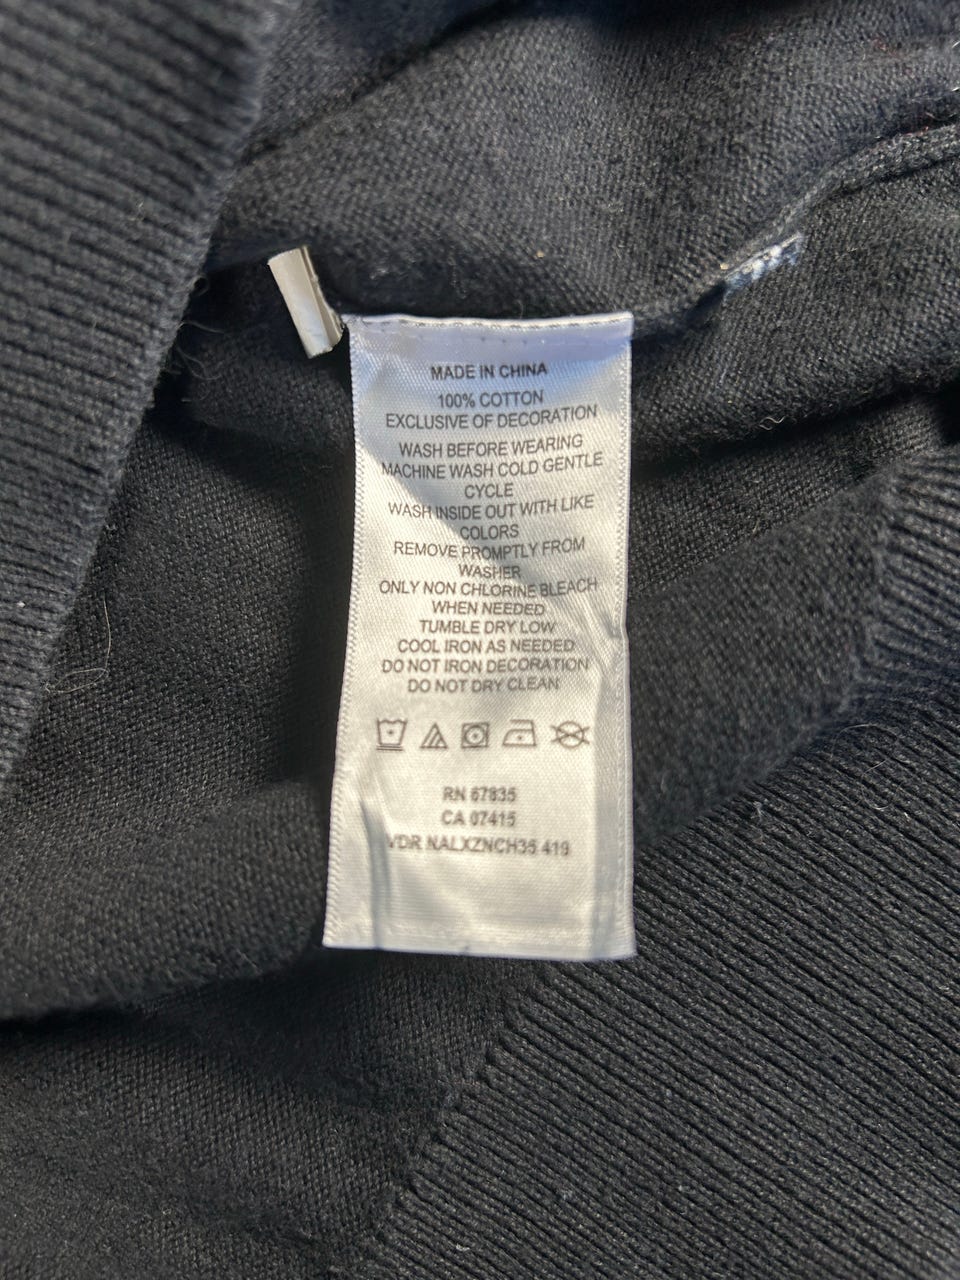 MADE IN CHINA
100% COTTON
EXCLUSIVE OF DECORATION
WASH BEFORE WEARING
MACHINE WASH COLD GENTLE
CYCLE
WASH INSIDE OUT WITH LIKE
COLORS
REMOVE PROMPTLY FROM
WASHER
ONLY NON CHLORINE BLEACH
WHEN NEEDED
TUMBLE DRY LOW
COOL IRON AS NEEDED
DO NOT IRON DECORATION
DO NOT DRY CLEAN
RN 67835
CA 07415
VDR NALXZNCH35 419